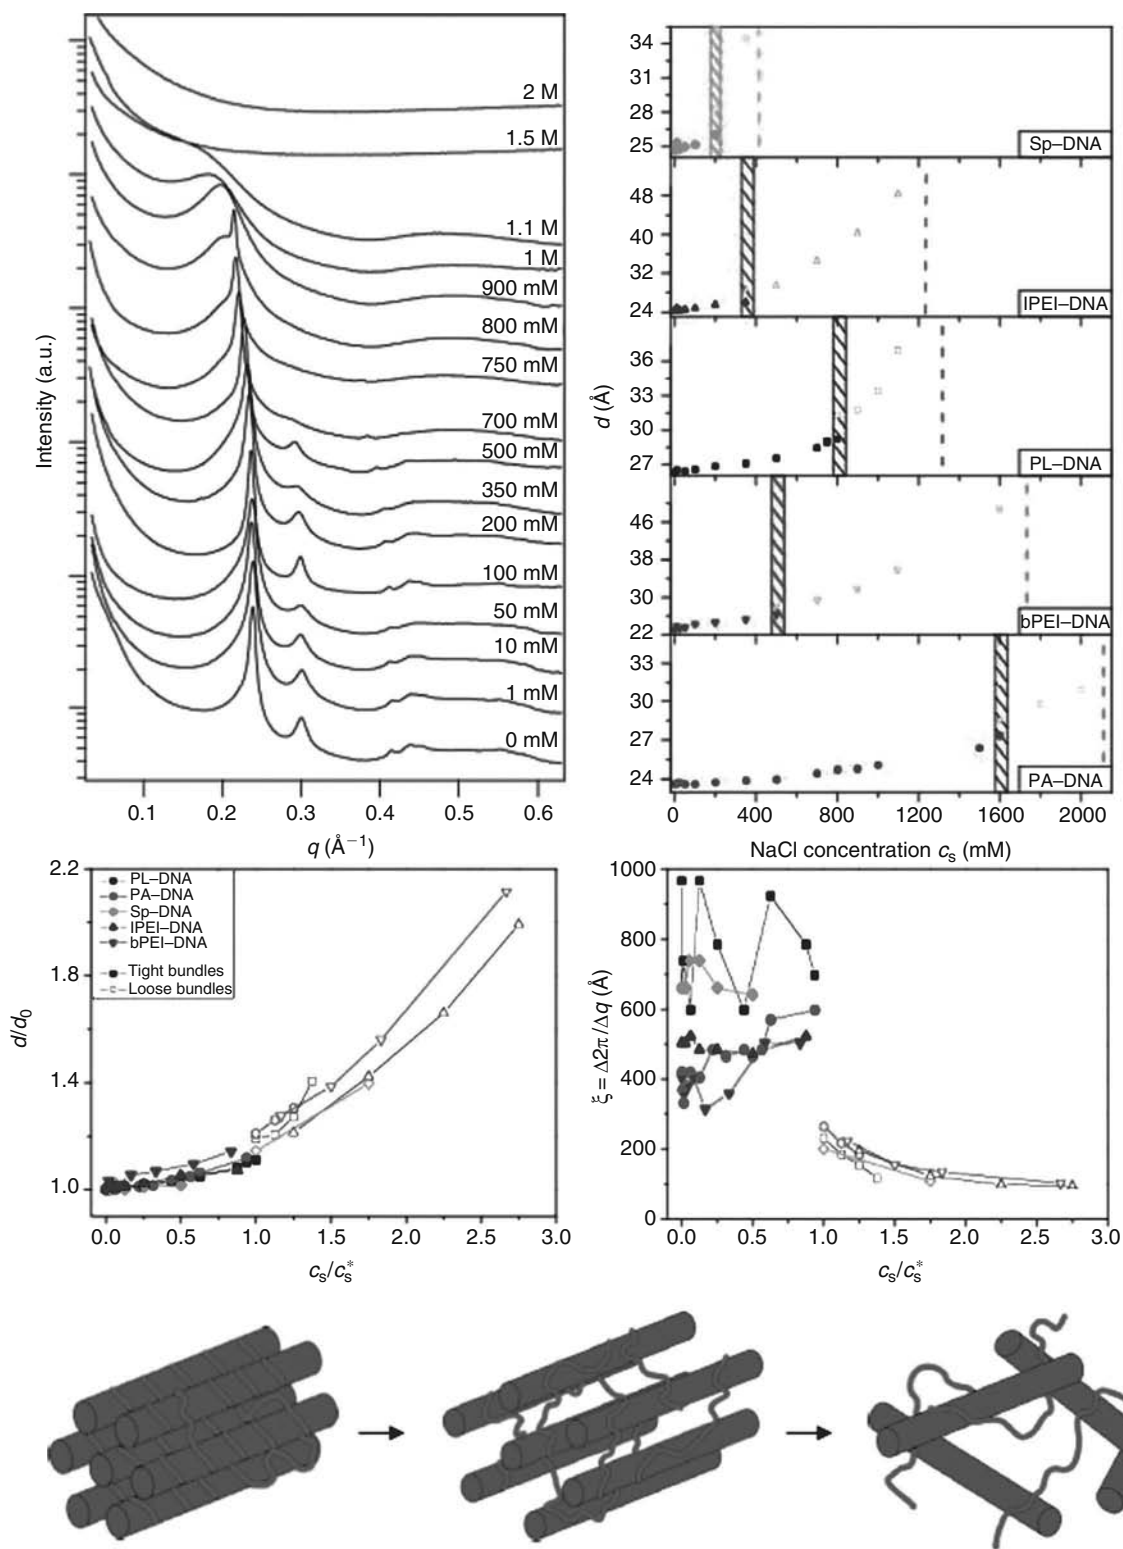 Intensity (a.u.)
2 M
1.5 M
1.1 M
1 M
900 mM
800 mM
750 mM
700 mM
500 mM
350 mM
200 mM
100 mM
50 mM
10 mM
1 mM
0 mM
0.1 0.2 0.3 0.4 0.5 0.6
q (Å⁻¹)
d (Å)
34
31
28
25
Sp–DNA
48
40
32
24
lPEI–DNA
36
33
30
27
PL–DNA
46
38
30
22
bPEI–DNA
33
30
27
24
PA–DNA
0 400 800 1200 1600 2000
NaCl concentration cs (mM)
d/d0
2.2
1.8
1.4
1.0
PL–DNA
PA–DNA
Sp–DNA
lPEI–DNA
bPEI–DNA
Tight bundles
Loose bundles
0.0 0.5 1.0 1.5 2.0 2.5 3.0
cs/cs*
ξ = Δ2π/Δq (Å)
1000
800
600
400
200
0
0.0 0.5 1.0 1.5 2.0 2.5 3.0
cs/cs*